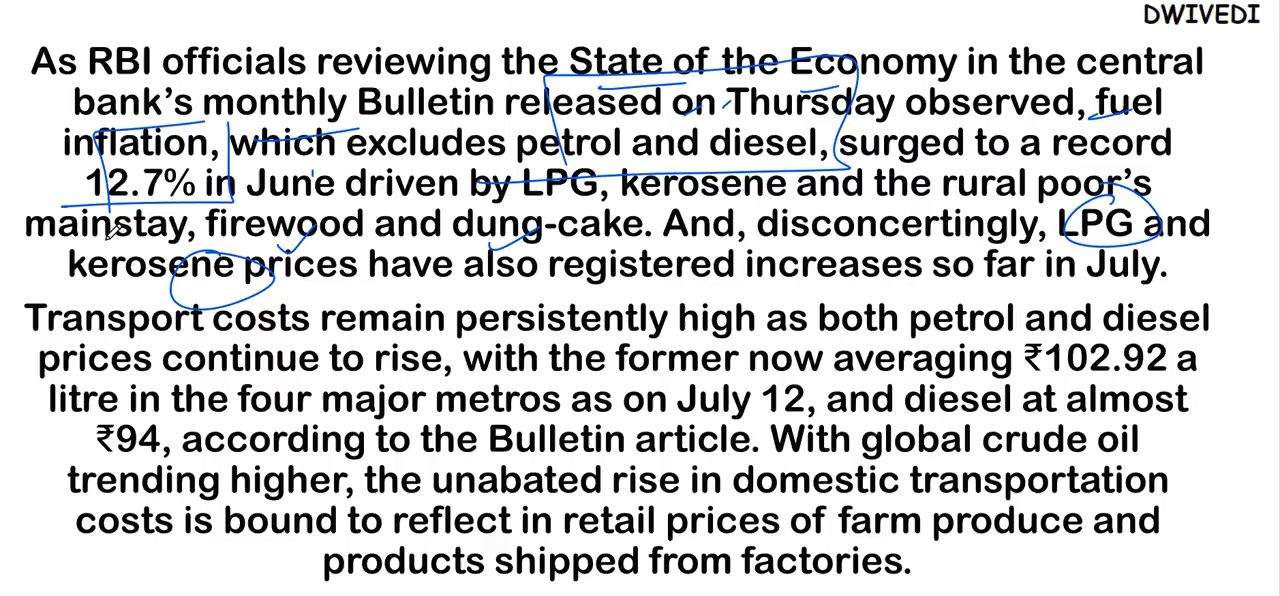 DWIVEDI
As RBI officials reviewing the State of the Economy in the central
bank's monthly Bulletin released on Thursday observed, fuel
inflation, which excludes petrol and diesel, surged to a record
12.7% in June driven by LPG, kerosene and the rural poor's
mainstay, firewood and dung-cake. And, disconcertingly, LPG and
kerosene prices have also registered increases so far in July.
Transport costs remain persistently high as both petrol and diesel
prices continue to rise, with the former now averaging ₹102.92 a
litre in the four major metros as on July 12, and diesel at almost
₹94, according to the Bulletin article. With global crude oil
trending higher, the unabated rise in domestic transportation
costs is bound to reflect in retail prices of farm produce and
products shipped from factories.